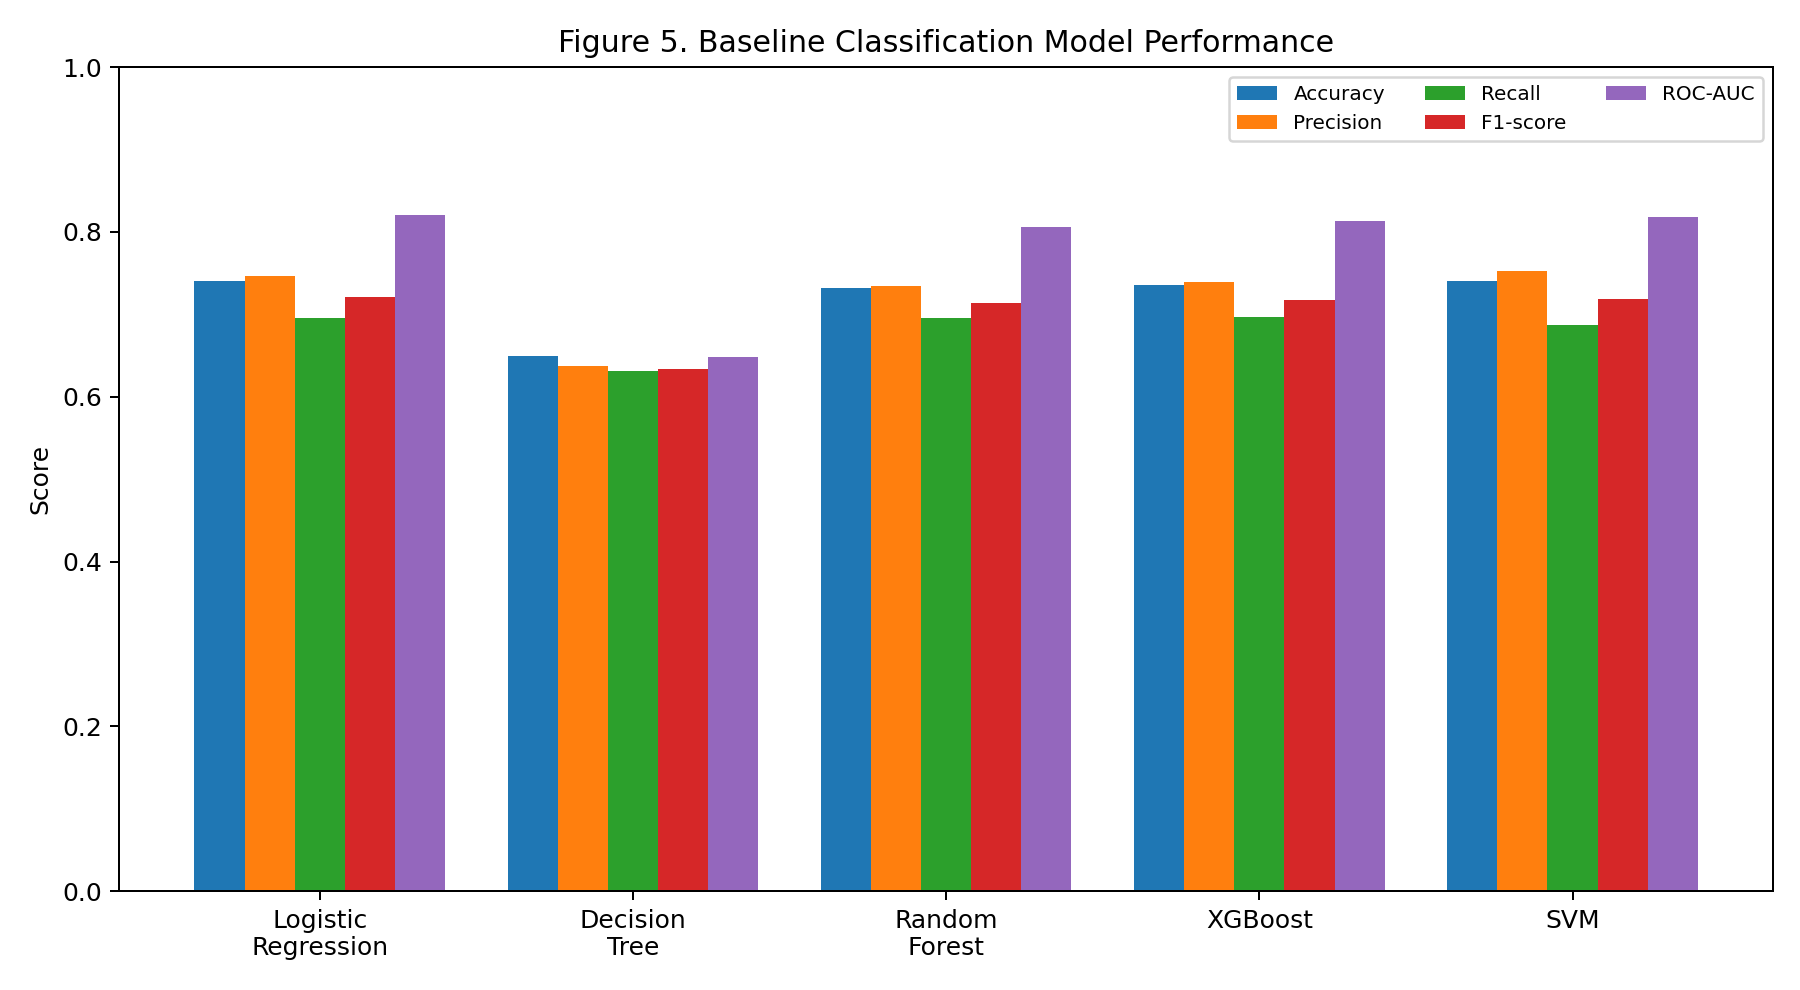 Figure 5. Baseline Classification Model Performance
1.0
0.8
0.6
0.4
0.2
0.0
Score
Accuracy
Precision
Recall
F1-score
ROC-AUC
Logistic
Regression
Decision
Tree
Random
Forest
XGBoost
SVM